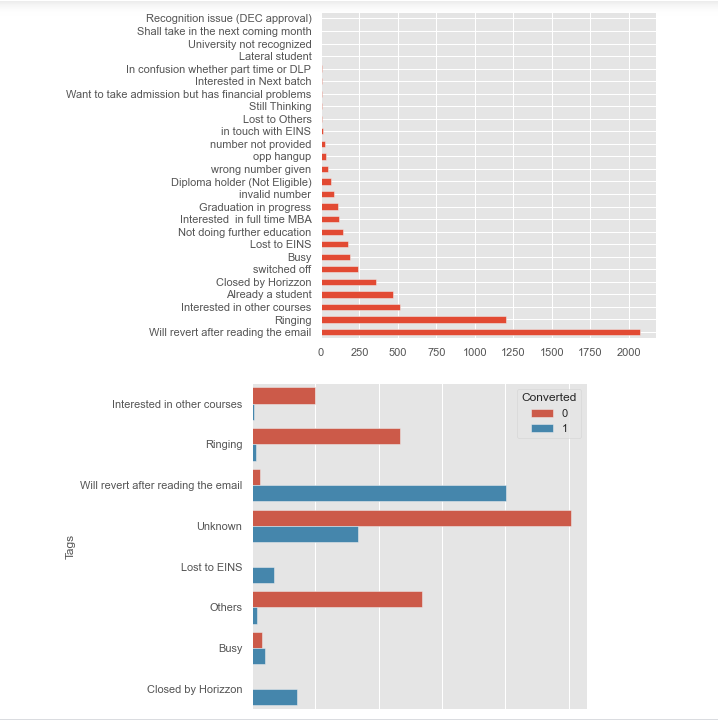 Recognition issue (DEC approval)
Shall take in the next coming month
University not recognized
Lateral student
In confusion whether part time or DLP
Interested in Next batch
Want to take admission but has financial problems
Still Thinking
Lost to Others
in touch with EINS
number not provided
opp hangup
wrong number given
Diploma holder (Not Eligible)
invalid number
Graduation in progress
Interested  in full time MBA
Not doing further education
Lost to EINS
Busy
switched off
Closed by Horizzon
Already a student
Interested in other courses
Ringing
Will revert after reading the email
0 250 500 750 1000 1250 1500 1750 2000
Converted
0
1
Interested in other courses
Ringing
Will revert after reading the email
Unknown
Lost to EINS
Others
Busy
Closed by Horizzon
Tags